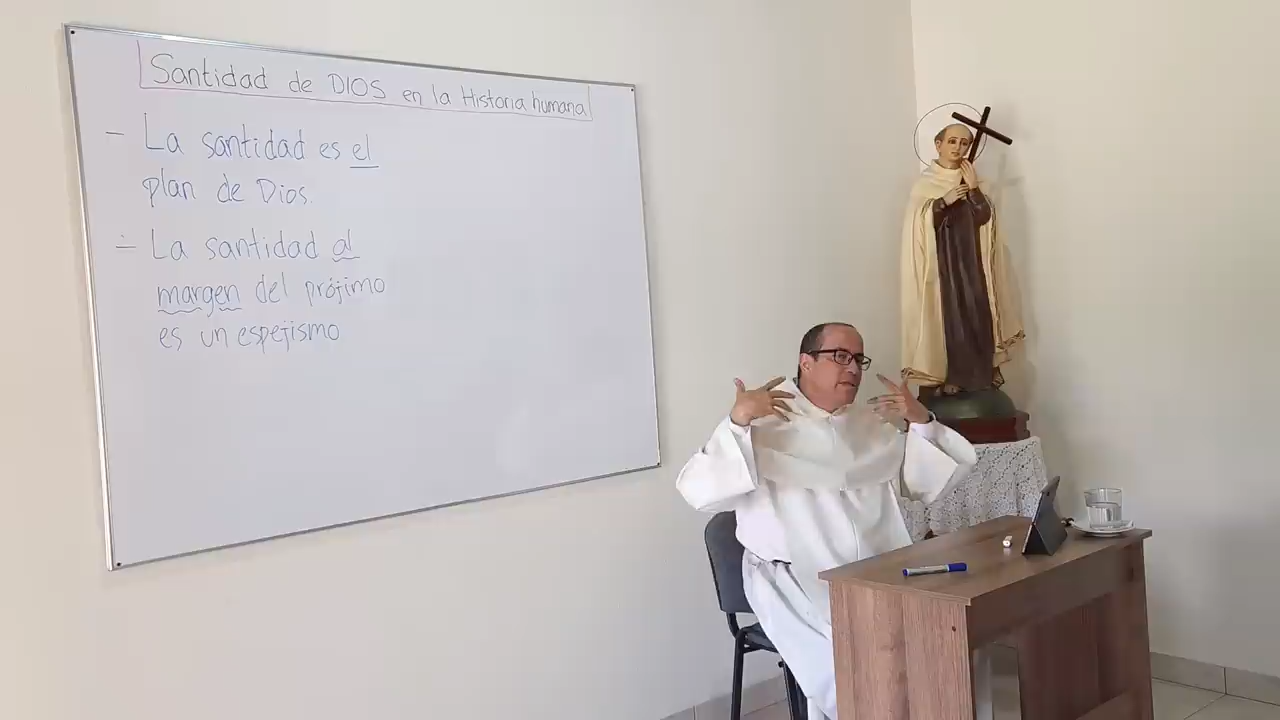 Santidad de DIOS en la Historia humana
- La santidad es el
plan de Dios.
- La santidad al
margen del prójimo
es un espejismo